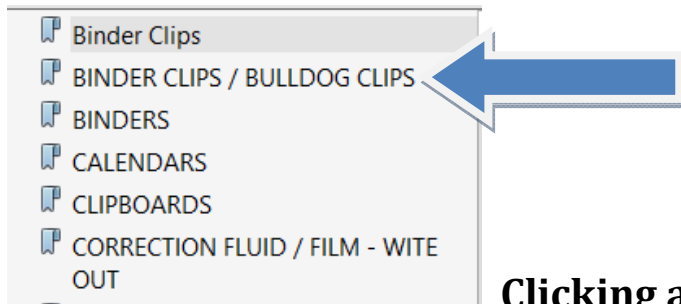 Binder Clips
BINDER CLIPS / BULLDOG CLIPS
BINDERS
CALENDARS
CLIPBOARDS
CORRECTION FLUID / FILM - WITE
OUT
Clicking a